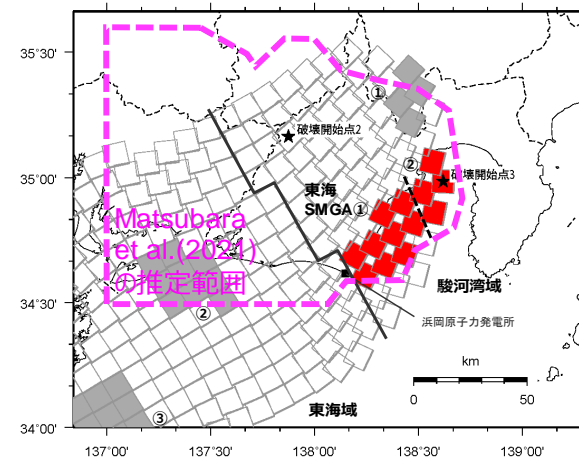 35°30'
①
破壊開始点2
35°00'
②
破壊開始点3
東海
SMGA①
Matsubara
et al.(2021)
の推定範囲
駿河湾域
34°30'
②
浜岡原子力発電所
km
0
50
東海域
③
34°00'
137°00'
137°30'
138°00'
138°30'
139°00'